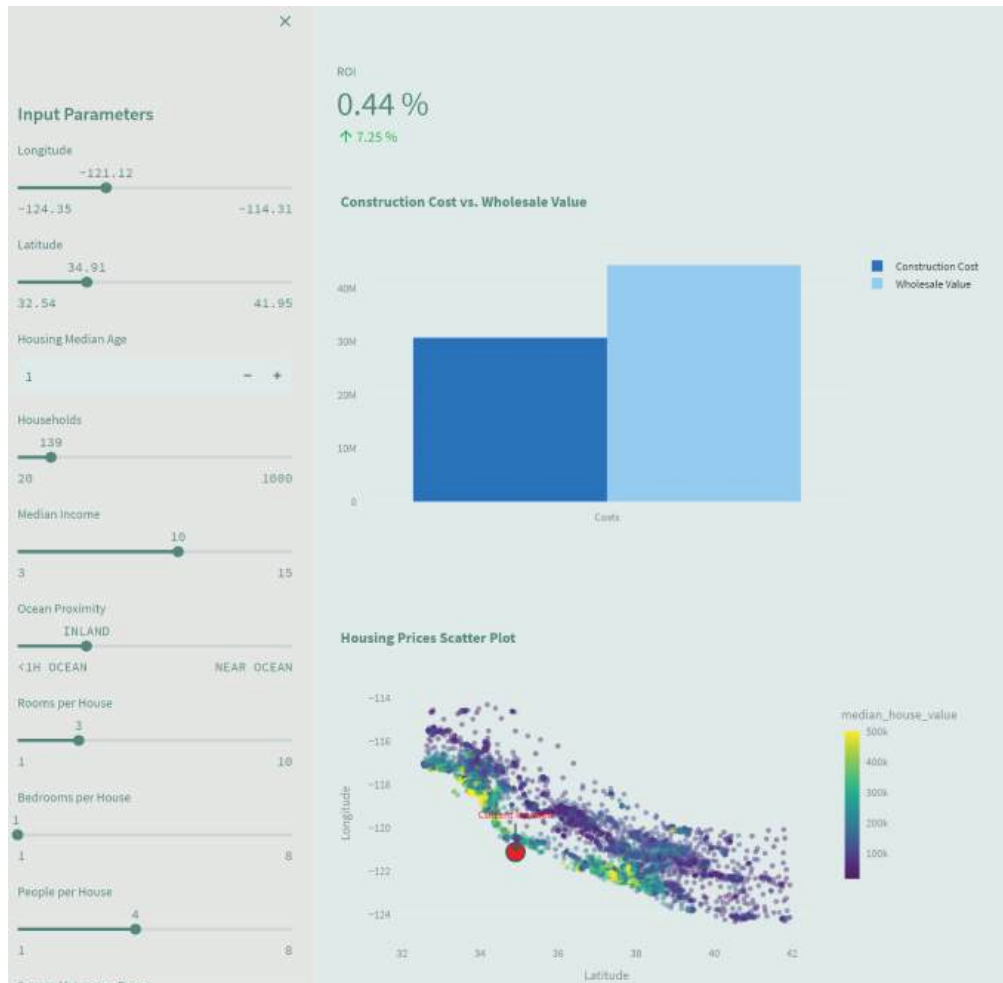 Input Parameters
Longitude
-121.12
-124.35 -114.31
Latitude
34.91
32.54 41.95
Housing Median Age
1 - +
Households
139
20 1000
Median Income
10
3 15
Ocean Proximity
INLAND
<1H OCEAN NEAR OCEAN
Rooms per House
3
1 10
Bedrooms per House
1
1 8
People per House
4
1 8
ROI
0.44 %
↑ 7.25 %
Construction Cost vs. Wholesale Value
40M
30M
20M
10M
0
Costs
Construction Cost
Wholesale Value
Housing Prices Scatter Plot
−114
−116
−118
−120
−122
−124
Longitude
32 34 36 38 40 42
Latitude
median_house_value
500k
400k
300k
200k
100k